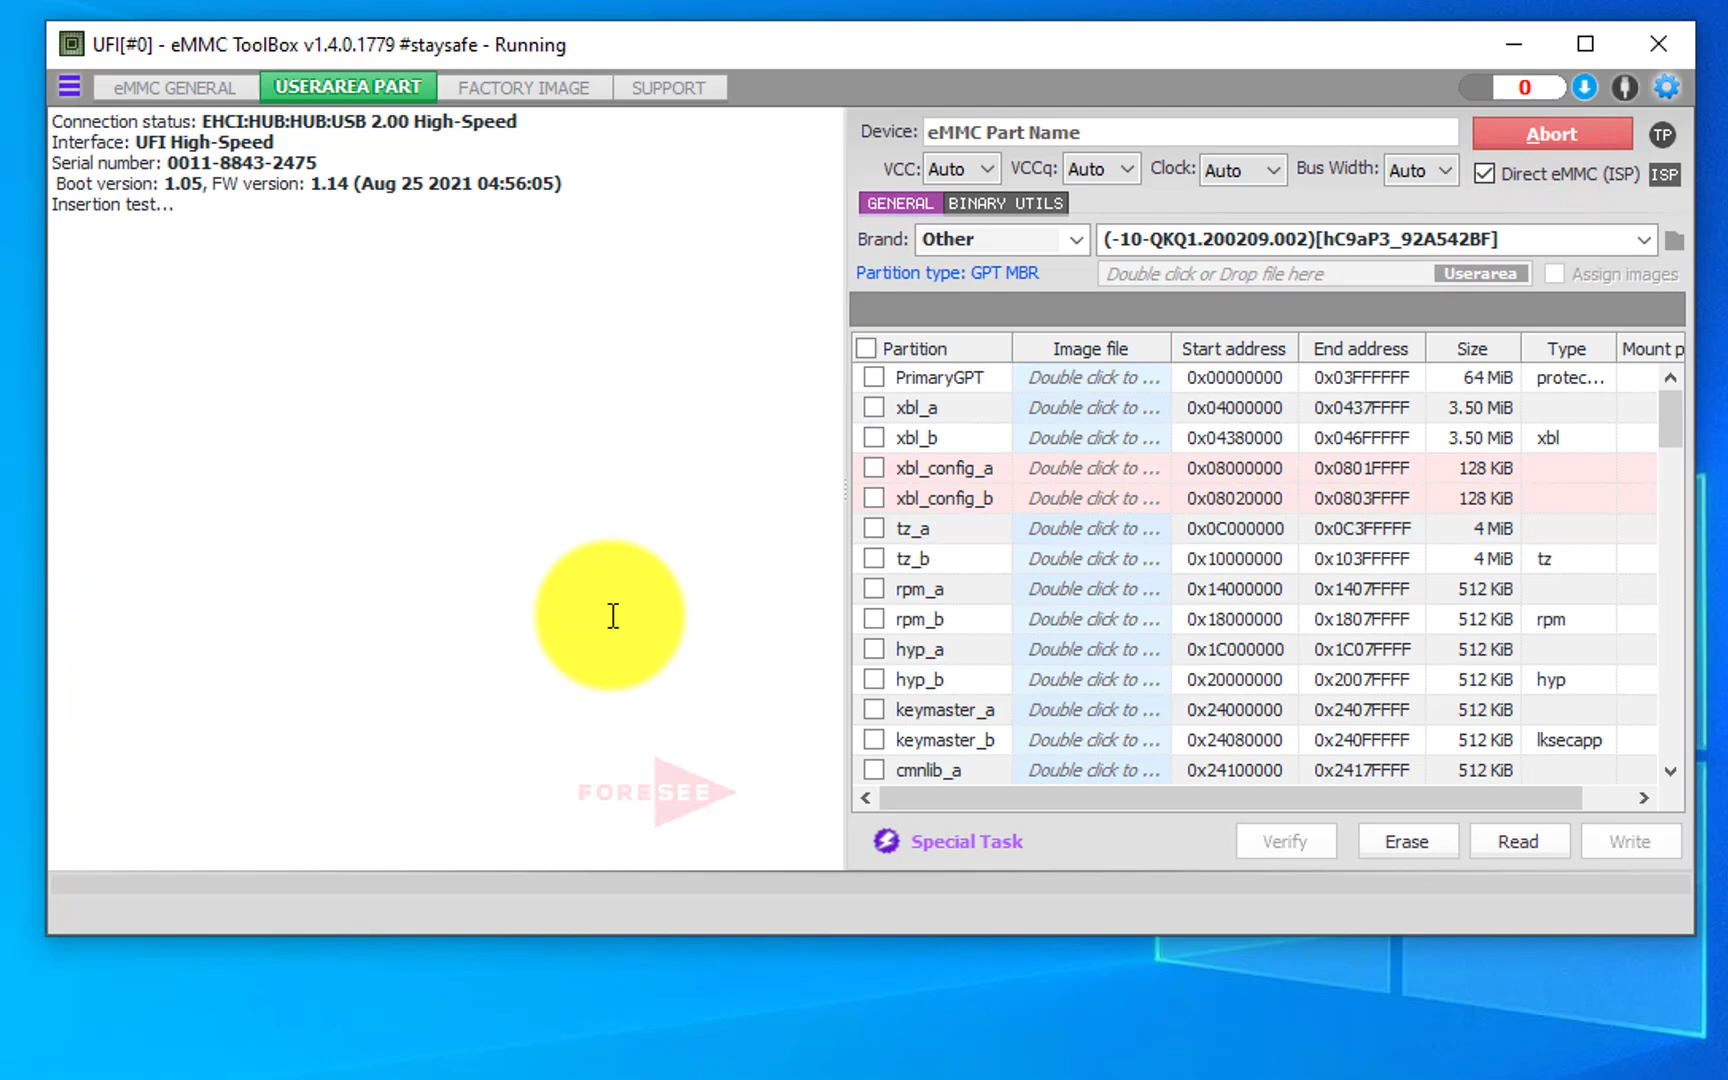 UFI[#0] - eMMC ToolBox v1.4.0.1779 #staysafe - Running
eMMC GENERAL USERAREA PART FACTORY IMAGE SUPPORT 0
Connection status: EHCI:HUB:HUB:USB 2.00 High-Speed
Interface: UFI High-Speed
Serial number: 0011-8843-2475
Boot version: 1.05, FW version: 1.14 (Aug 25 2021 04:56:05)
Insertion test...
FORESEE
Device: eMMC Part Name Abort TP
VCC: Auto VCCq: Auto Clock: Auto Bus Width: Auto Direct eMMC (ISP) ISP
GENERAL BINARY UTILS
Brand: Other (-10-QKQ1.200209.002)[hC9aP3_92A542BF]
Partition type: GPT MBR Double click or Drop file here Userarea Assign images
Partition Image file Start address End address Size Type Mount p
PrimaryGPT Double click to ... 0x00000000 0x03FFFFFF 64 MiB protec...
xbl_a Double click to ... 0x04000000 0x0437FFFF 3.50 MiB
xbl_b Double click to ... 0x04380000 0x046FFFFF 3.50 MiB xbl
xbl_config_a Double click to ... 0x08000000 0x0801FFFF 128 KiB
xbl_config_b Double click to ... 0x08020000 0x0803FFFF 128 KiB
tz_a Double click to ... 0x0C000000 0x0C3FFFFF 4 MiB
tz_b Double click to ... 0x10000000 0x103FFFFF 4 MiB tz
rpm_a Double click to ... 0x14000000 0x1407FFFF 512 KiB
rpm_b Double click to ... 0x18000000 0x1807FFFF 512 KiB rpm
hyp_a Double click to ... 0x1C000000 0x1C07FFFF 512 KiB
hyp_b Double click to ... 0x20000000 0x2007FFFF 512 KiB hyp
keymaster_a Double click to ... 0x24000000 0x2407FFFF 512 KiB
keymaster_b Double click to ... 0x24080000 0x240FFFFF 512 KiB lksecapp
cmnlib_a Double click to ... 0x24100000 0x2417FFFF 512 KiB
Special Task Verify Erase Read Write